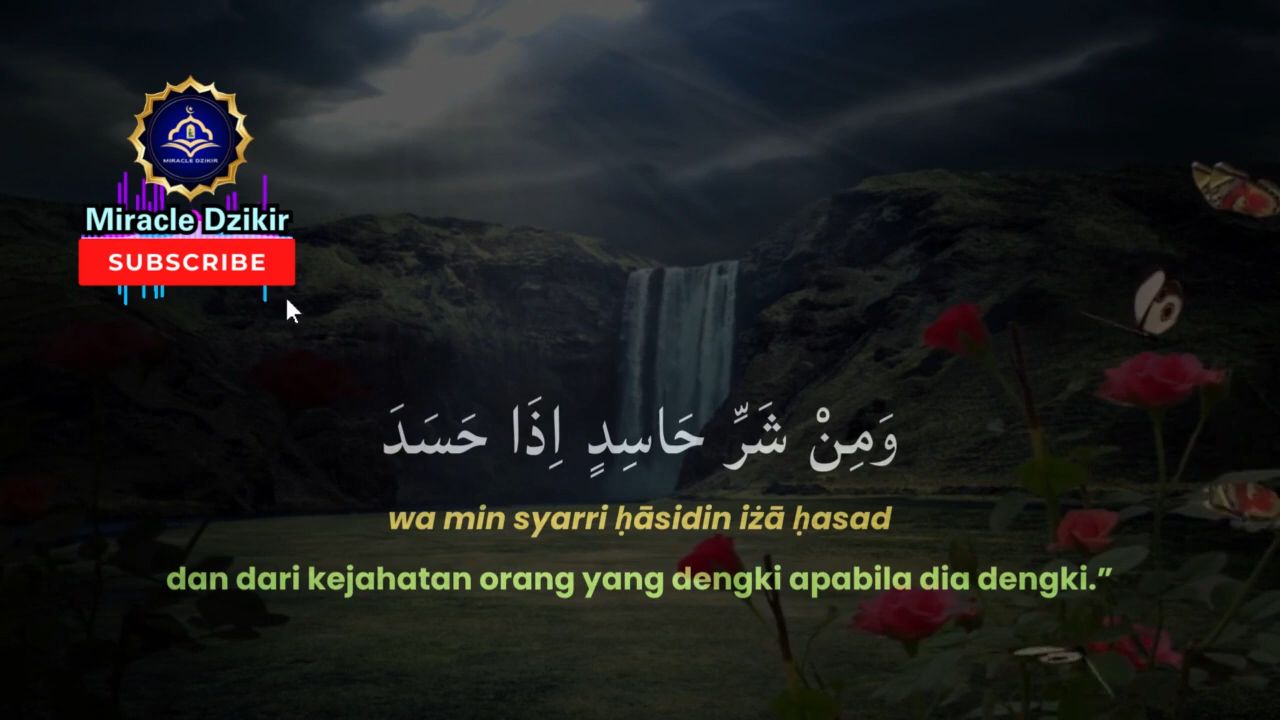 MIRACLE DZIKIR
Miracle Dzikir
SUBSCRIBE
وَمِنْ شَرِّ حَاسِدٍ اِذَا حَسَدَ
wa min syarri ḥāsidin iżā ḥasad
dan dari kejahatan orang yang dengki apabila dia dengki.”